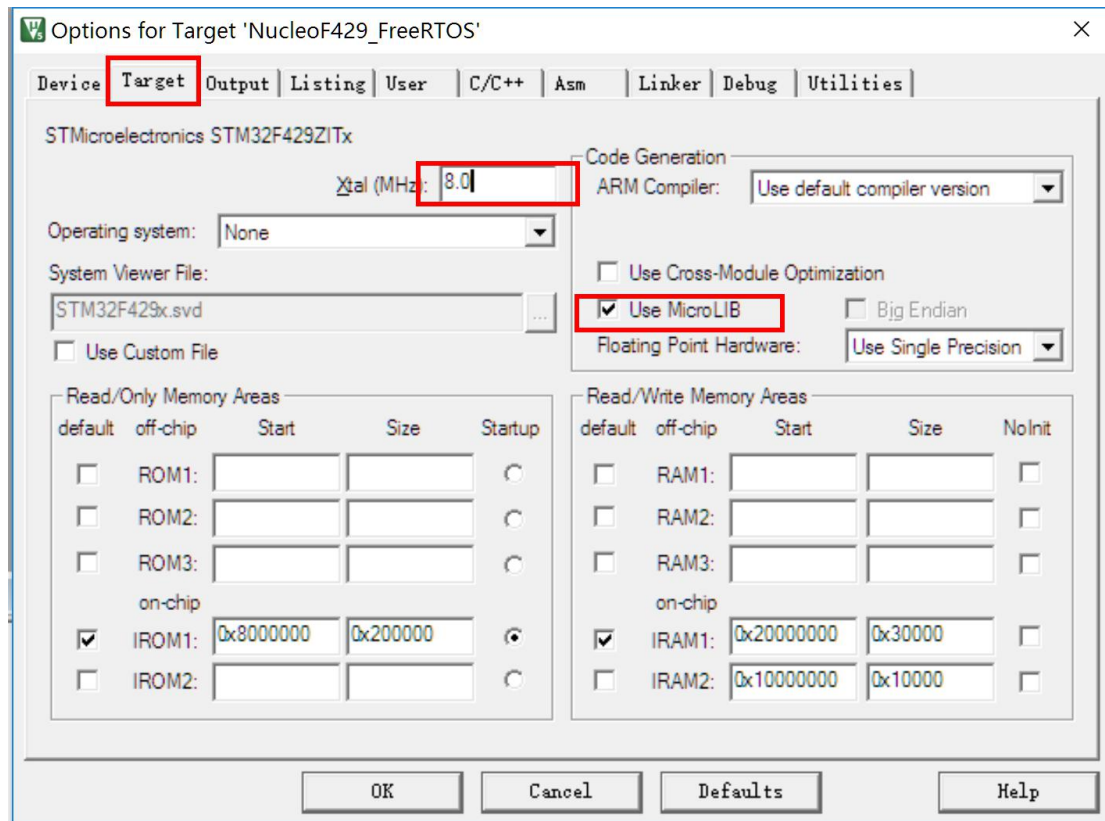 Options for Target 'NucleoF429_FreeRTOS'
Device Target Output Listing User C/C++ Asm Linker Debug Utilities
STMicroelectronics STM32F429ZITx
Xtal (MHz): 8.0
Operating system: None
System Viewer File:
STM32F429x.svd ...
Use Custom File
Code Generation
ARM Compiler: Use default compiler version
Use Cross-Module Optimization
Use MicroLIB Big Endian
Floating Point Hardware: Use Single Precision
Read/Only Memory Areas
default off-chip Start Size Startup
ROM1:
ROM2:
ROM3:
on-chip
IROM1: 0x8000000 0x200000
IROM2:
Read/Write Memory Areas
default off-chip Start Size NoInit
RAM1:
RAM2:
RAM3:
on-chip
IRAM1: 0x20000000 0x30000
IRAM2: 0x10000000 0x10000
OK Cancel Defaults Help